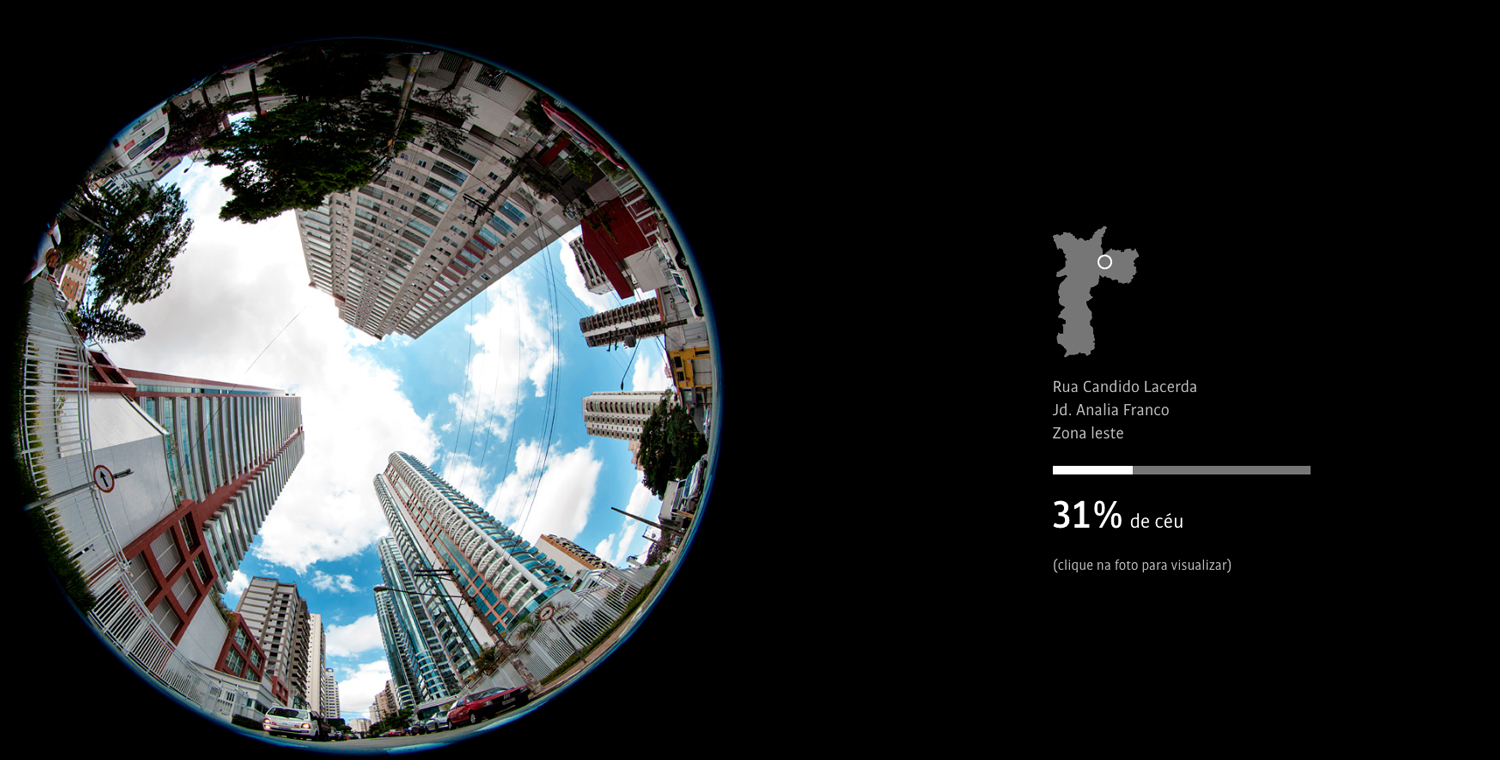 Rua Candido Lacerda
Jd. Analia Franco
Zona leste
31% de céu
(clique na foto para visualizar)